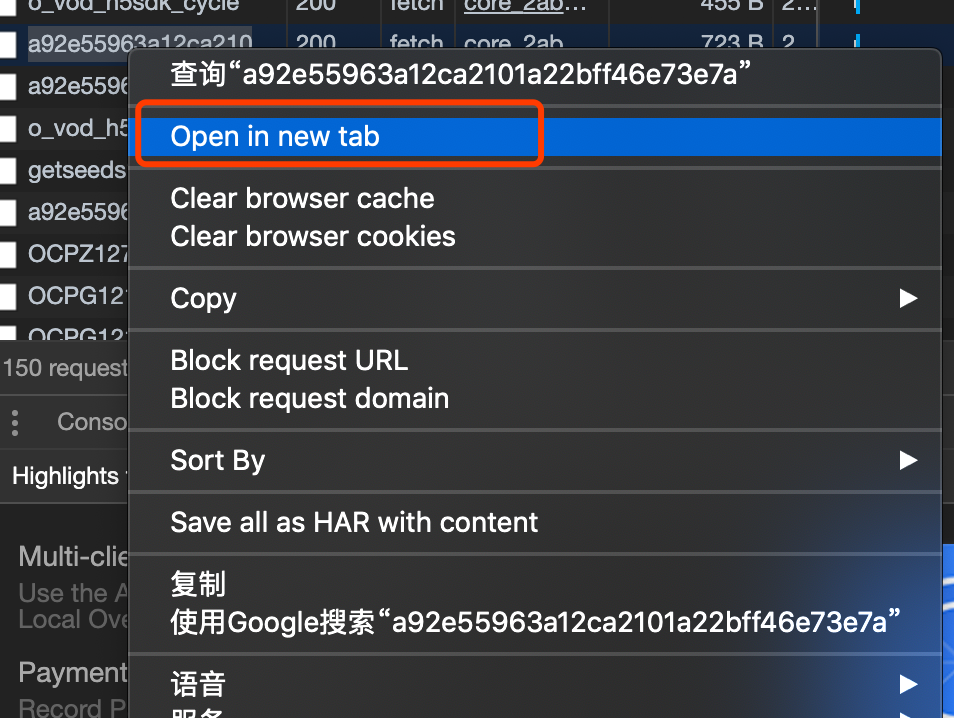 o_vod_h5sdk_cycle 200 fetch core_2ab... 455 B 2...
a92e55963a12ca210 200 fetch core_2ab 723 B 2
a92e5596
o_vod_h5
getseeds
a92e5596
OCPZ127
OCPG121
OCPG121
150 request
Conso
Highlights
Multi-clie
Use the A
Local Ove
Payment
Record P
查询“a92e55963a12ca2101a22bff46e73e7a”
Open in new tab
Clear browser cache
Clear browser cookies
Copy
Block request URL
Block request domain
Sort By
Save all as HAR with content
复制
使用Google搜索“a92e55963a12ca2101a22bff46e73e7a”
语音
服务